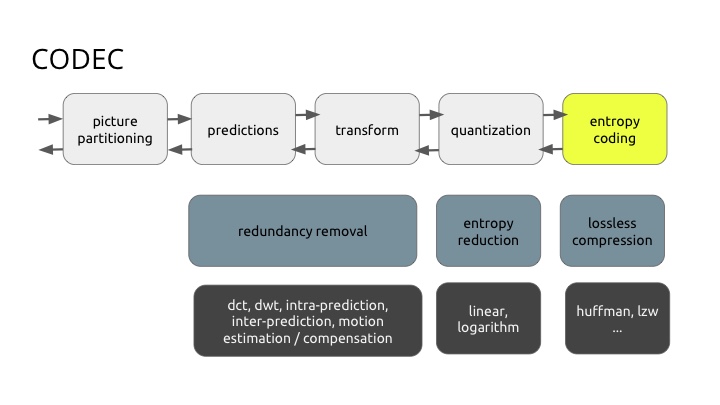 CODEC
picture
partitioning
predictions
transform
quantization
entropy
coding
redundancy removal
entropy
reduction
lossless
compression
dct, dwt, intra-prediction,
inter-prediction, motion
estimation / compensation
linear,
logarithm
huffman, lzw
...